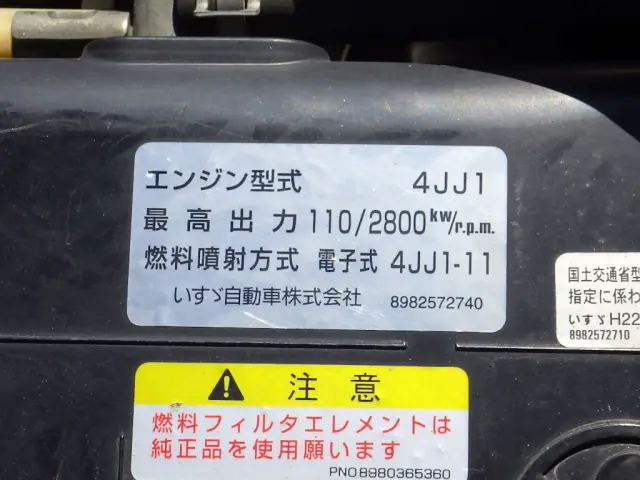 エンジン型式 4JJ1
最高出力 110/2800 kW/r.p.m.
燃料噴射方式 電子式 4JJ1-11
いすゞ自動車株式会社 8982572740
国土交通省型
指定に係わ
いすゞH22
8982572710
注意
燃料フィルタエレメントは
純正品を使用願います
PN08980365360